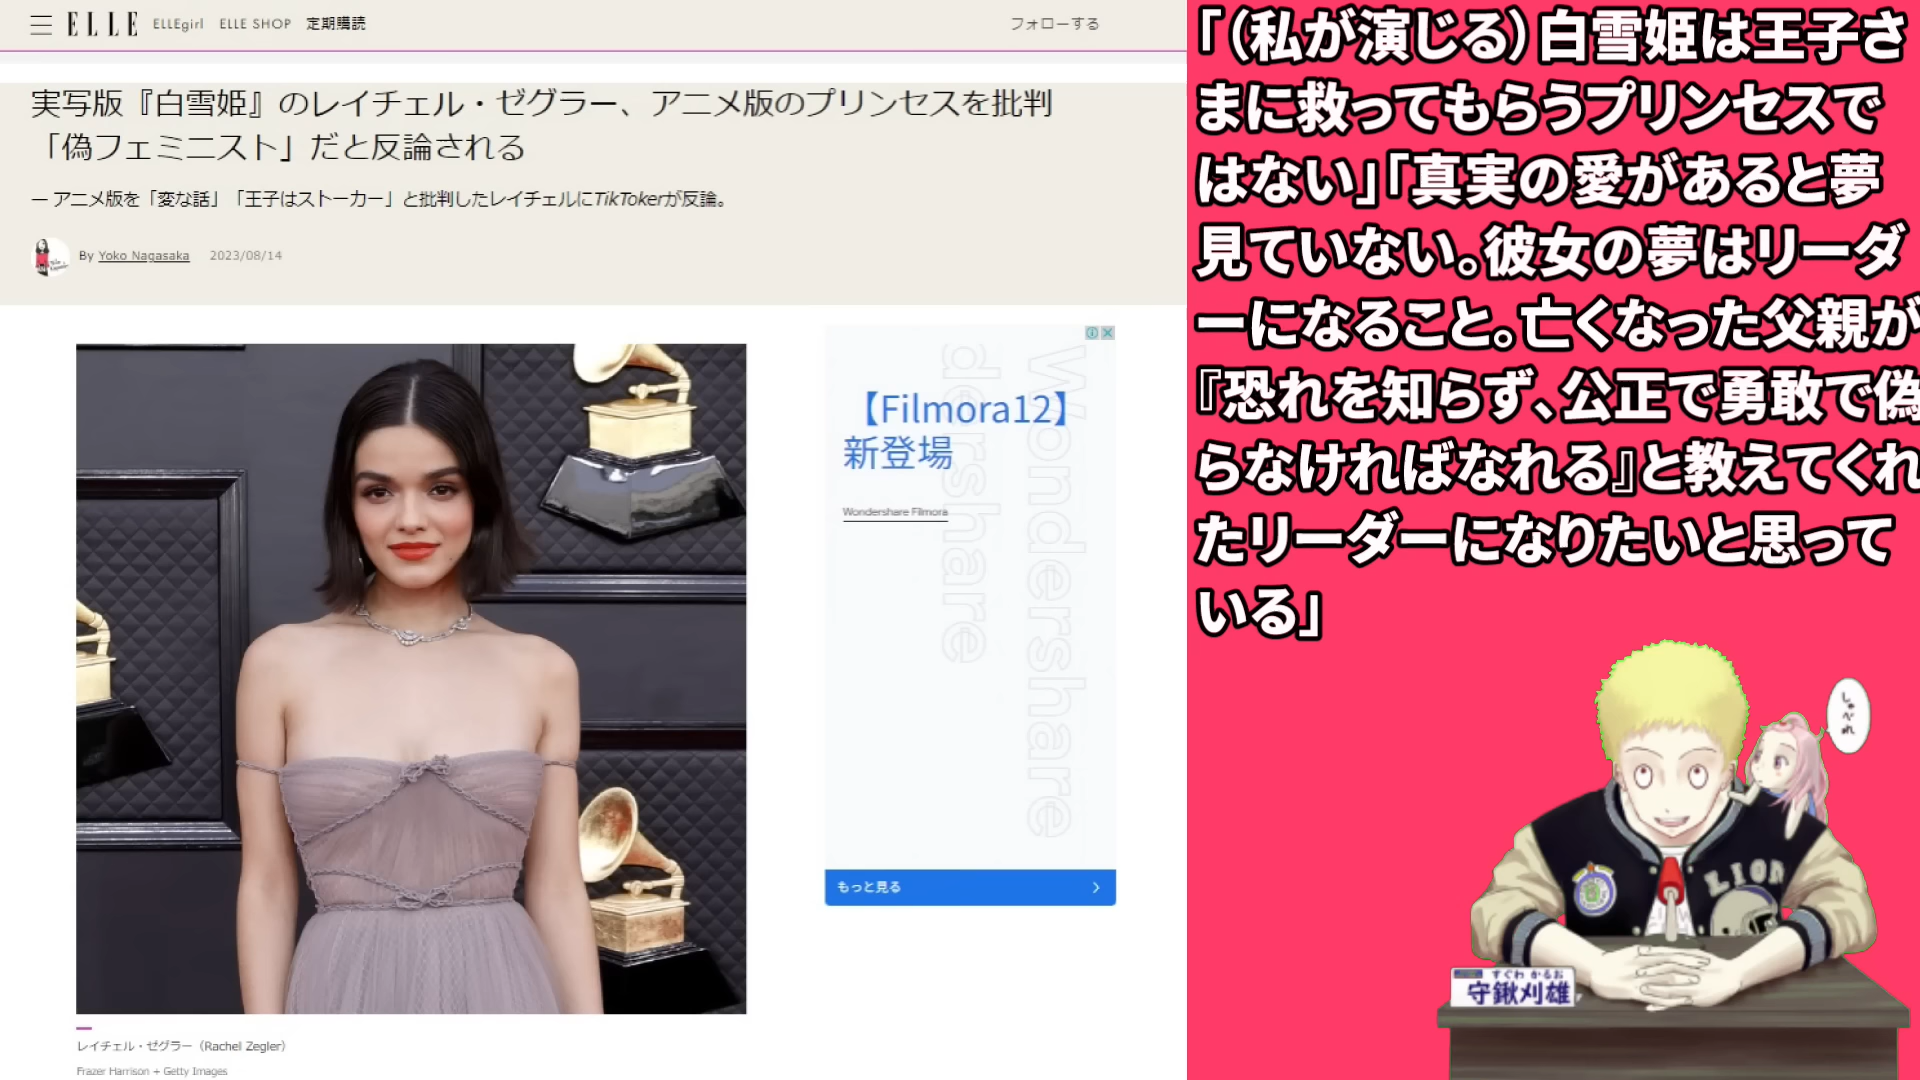 ELLE ELLEgirl ELLE SHOP 定期購読 フォローする
実写版『白雪姫』のレイチェル・ゼグラー、アニメ版のプリンセスを批判
「偽フェミニスト」だと反論される
— アニメ版を「変な話」「王子はストーカー」と批判したレイチェルにTikTokerが反論。
By Yoko Nagasaka 2023/08/14
【Filmora12】
新登場
Wondershare Filmora
Wondershare
dershare
もっと見る
レイチェル・ゼグラー（Rachel Zegler）
Frazer Harrison + Getty Images
「（私が演じる）白雪姫は王子さ
まに救ってもらうプリンセスで
はない」「真実の愛があると夢
見ていない。彼女の夢はリーダ
ーになること。亡くなった父親が
『恐れを知らず、公正で勇敢で偽
らなければなれる』と教えてくれ
たリーダーになりたいと思って
いる」
しゃべれ
LION
すぐわ かるお
守鍬刈雄